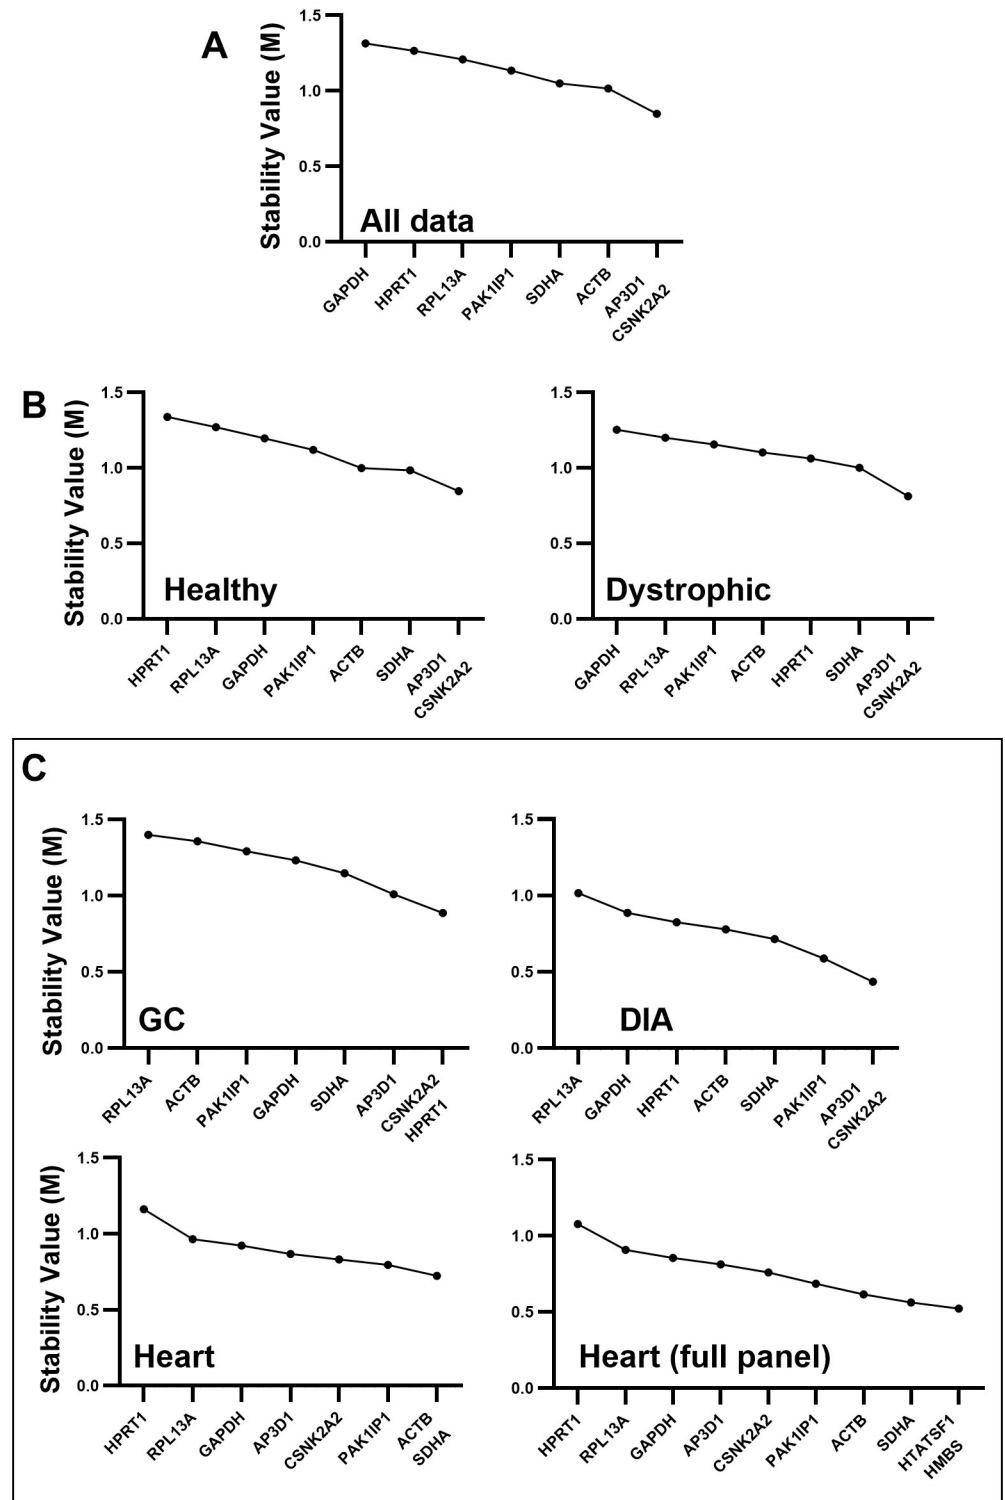 A
Stability Value (M)
1.5
1.0
0.5
0.0
All data
GAPDH
HPRT1
RPL13A
PAK1IP1
SDHA
ACTB
AP3D1
CSNK2A2
B
Stability Value (M)
1.5
1.0
0.5
0.0
Healthy
HPRT1
RPL13A
GAPDH
PAK1IP1
ACTB
SDHA
AP3D1
CSNK2A2
1.5
1.0
0.5
0.0
Dystrophic
GAPDH
RPL13A
PAK1IP1
ACTB
HPRT1
SDHA
AP3D1
CSNK2A2
C
Stability Value (M)
1.5
1.0
0.5
0.0
GC
RPL13A
ACTB
PAK1IP1
GAPDH
SDHA
AP3D1
CSNK2A2
HPRT1
1.5
1.0
0.5
0.0
DIA
RPL13A
GAPDH
HPRT1
ACTB
SDHA
PAK1IP1
AP3D1
CSNK2A2
Stability Value (M)
1.5
1.0
0.5
0.0
Heart
HPRT1
RPL13A
GAPDH
AP3D1
CSNK2A2
PAK1IP1
ACTB
SDHA
1.5
1.0
0.5
0.0
Heart (full panel)
HPRT1
RPL13A
GAPDH
AP3D1
CSNK2A2
PAK1IP1
ACTB
SDHA
HTATSF1
HMBS